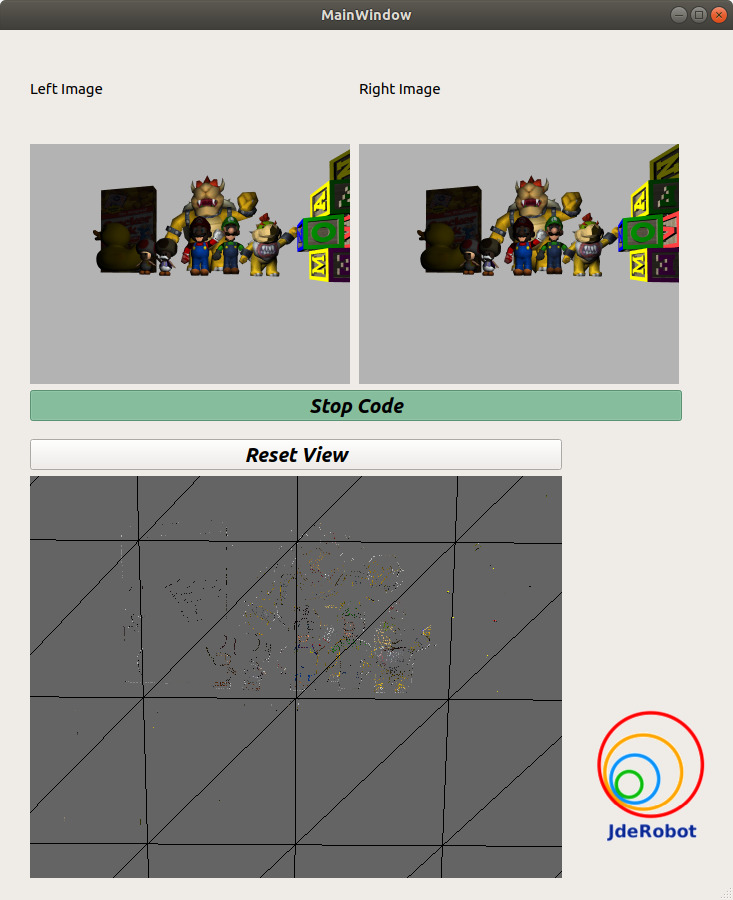 MainWindow
Left Image
Right Image
Stop Code
Reset View
JdeRobot